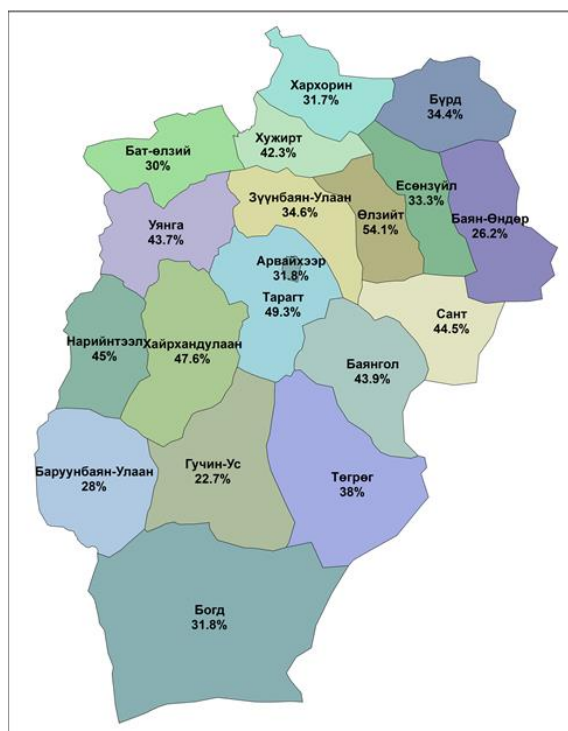 Хархорин
31.7%
Бүрд
34.4%
Хужирт
42.3%
Бат-өлзий
30%
Есөнзүйл
33.3%
Зүүнбаян-Улаан
34.6%
Өлзийт
54.1%
Баян-Өндөр
26.2%
Уянга
43.7%
Арвайхээр
31.8%
Тарагт
49.3%
Сант
44.5%
Нарийнтээл
45%
Хайрхандулаан
47.6%
Баянгол
43.9%
Баруунбаян-Улаан
28%
Гучин-Ус
22.7%
Төгрөг
38%
Богд
31.8%